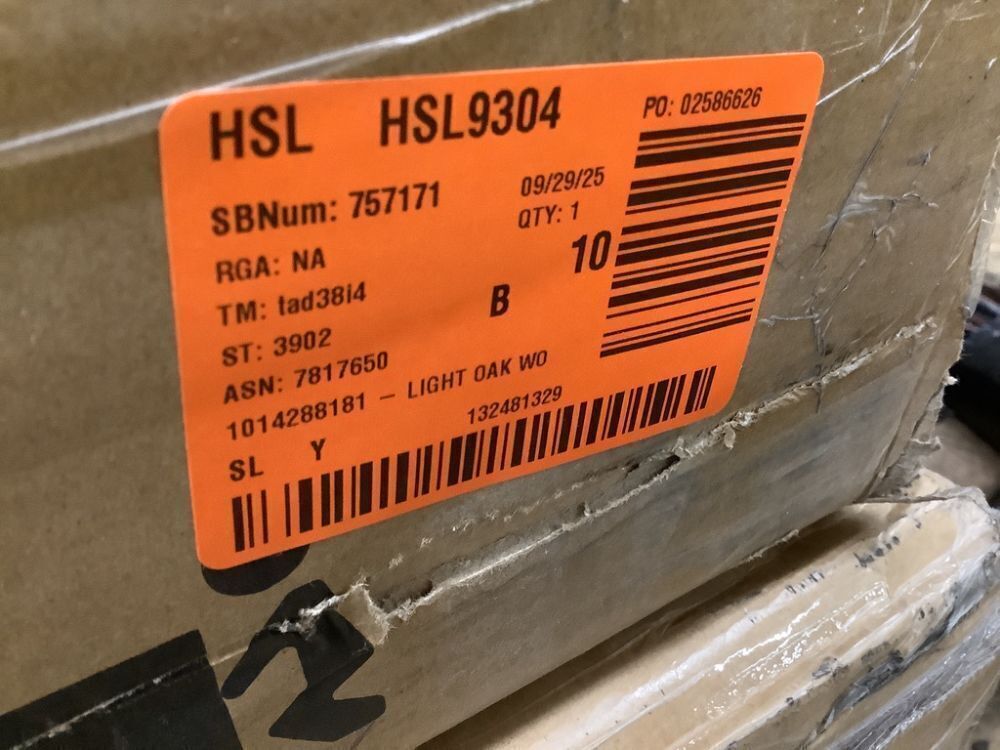 HSL HSL9304 PO: 02586626
SBNum: 757171 09/29/25
RGA: NA QTY: 1
TM: tad38i4 B 10
ST: 3902
ASN: 7817650
1014288181 – LIGHT OAK WO
SL Y 132481329